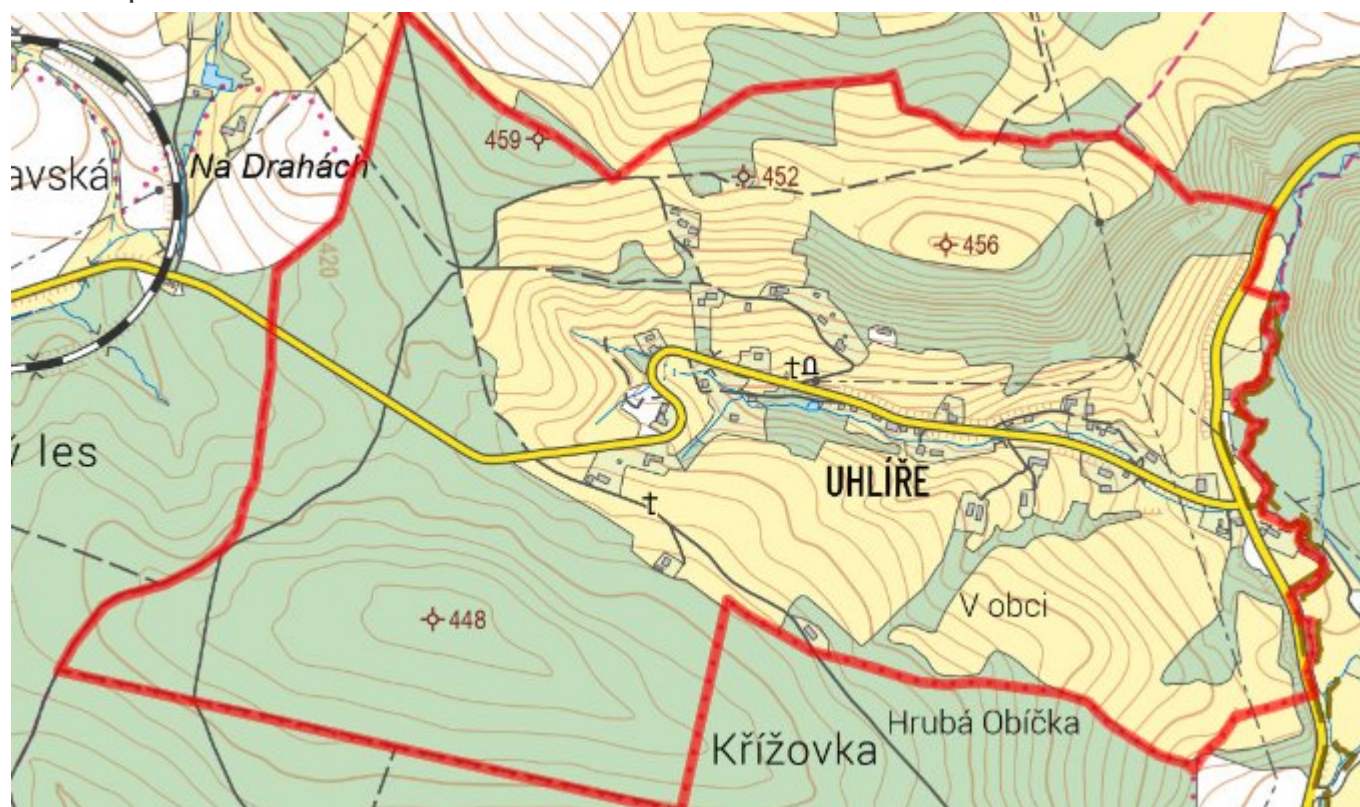 459
avská
Na Drahách
452
456
420
ý les
UHLÍŘE
448
V obci
Hrubá Obíčka
Křížovka